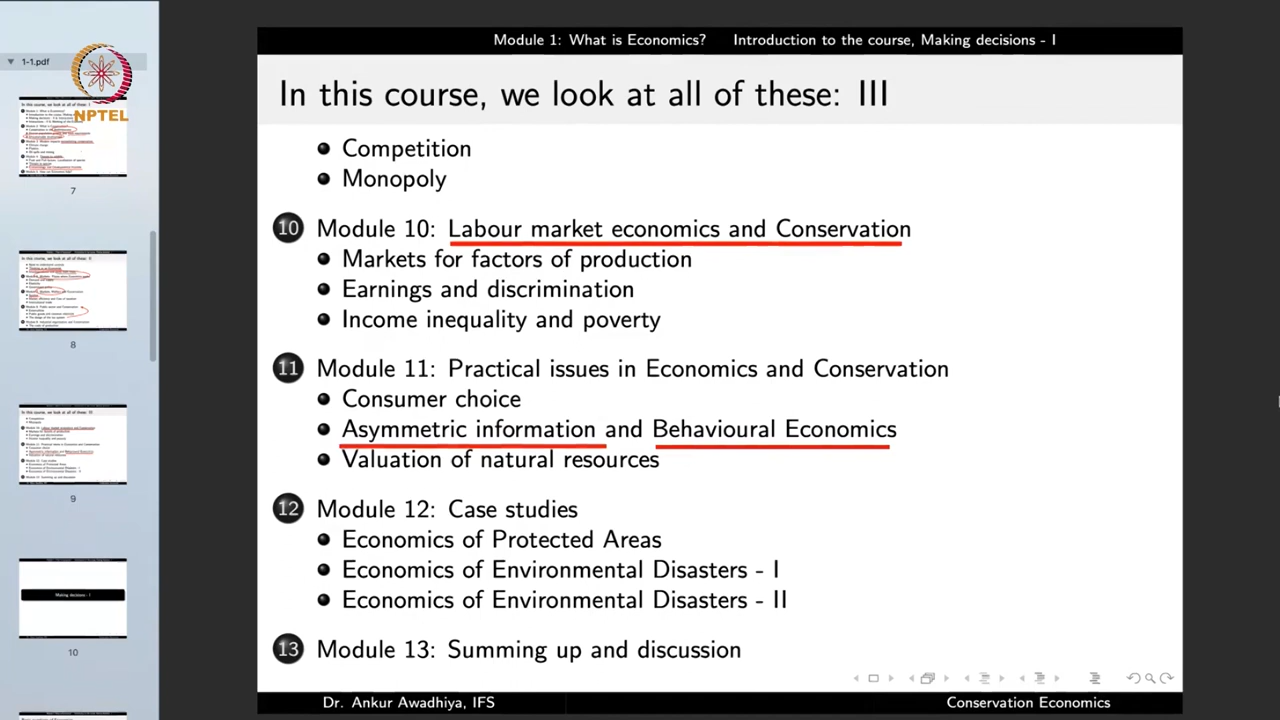 1-1.pdf
NPTEL
7
8
9
10
Making decisions - I
Module 1: What is Economics? Introduction to the course, Making decisions - I
In this course, we look at all of these: III
Competition
Monopoly
10 Module 10: Labour market economics and Conservation
Markets for factors of production
Earnings and discrimination
Income inequality and poverty
11 Module 11: Practical issues in Economics and Conservation
Consumer choice
Asymmetric information and Behavioural Economics
Valuation of natural resources
12 Module 12: Case studies
Economics of Protected Areas
Economics of Environmental Disasters - I
Economics of Environmental Disasters - II
13 Module 13: Summing up and discussion
Dr. Ankur Awadhiya, IFS Conservation Economics